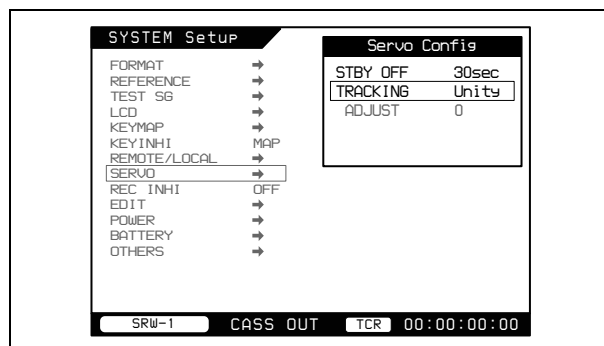 SYSTEM Setup
FORMAT ➔
REFERENCE ➔
TEST SG ➔
LCD ➔
KEYMAP ➔
KEYINHI MAP
REMOTE/LOCAL ➔
SERVO ➔
REC INHI OFF
EDIT ➔
POWER ➔
BATTERY ➔
OTHERS ➔
Servo Config
STBY OFF 30sec
TRACKING Unity
ADJUST 0
SRW-1 CASS OUT TCR 00:00:00:00